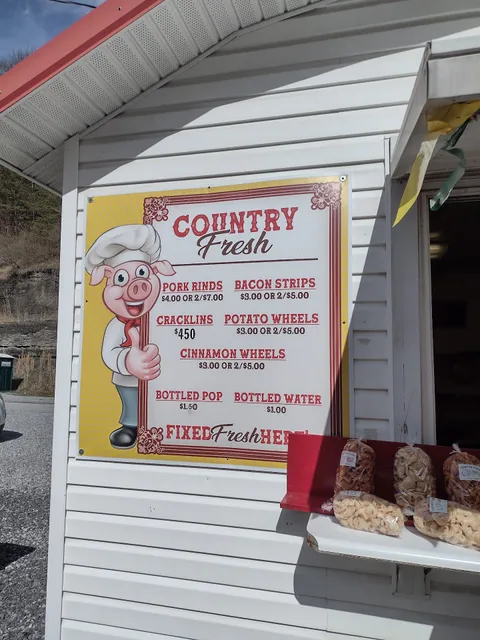 COUNTRY
Fresh
PORK RINDS BACON STRIPS
$4.00 OR 2/$7.00 $3.00 OR 2/$5.00
CRACKLINS POTATO WHEELS
$450 $3.00 OR 2/$5.00
CINNAMON WHEELS
$3.00 OR 2/$5.00
BOTTLED POP BOTTLED WATER
$1.50 $1.00
FIXED Fresh HERE!